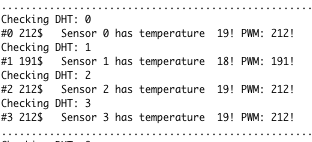 ............................................................
Checking DHT: 0
#0 212$   Sensor 0 has temperature  19! PWM: 212!
Checking DHT: 1
#1 191$   Sensor 1 has temperature  18! PWM: 191!
Checking DHT: 2
#2 212$   Sensor 2 has temperature  19! PWM: 212!
Checking DHT: 3
#3 212$   Sensor 3 has temperature  19! PWM: 212!
............................................................